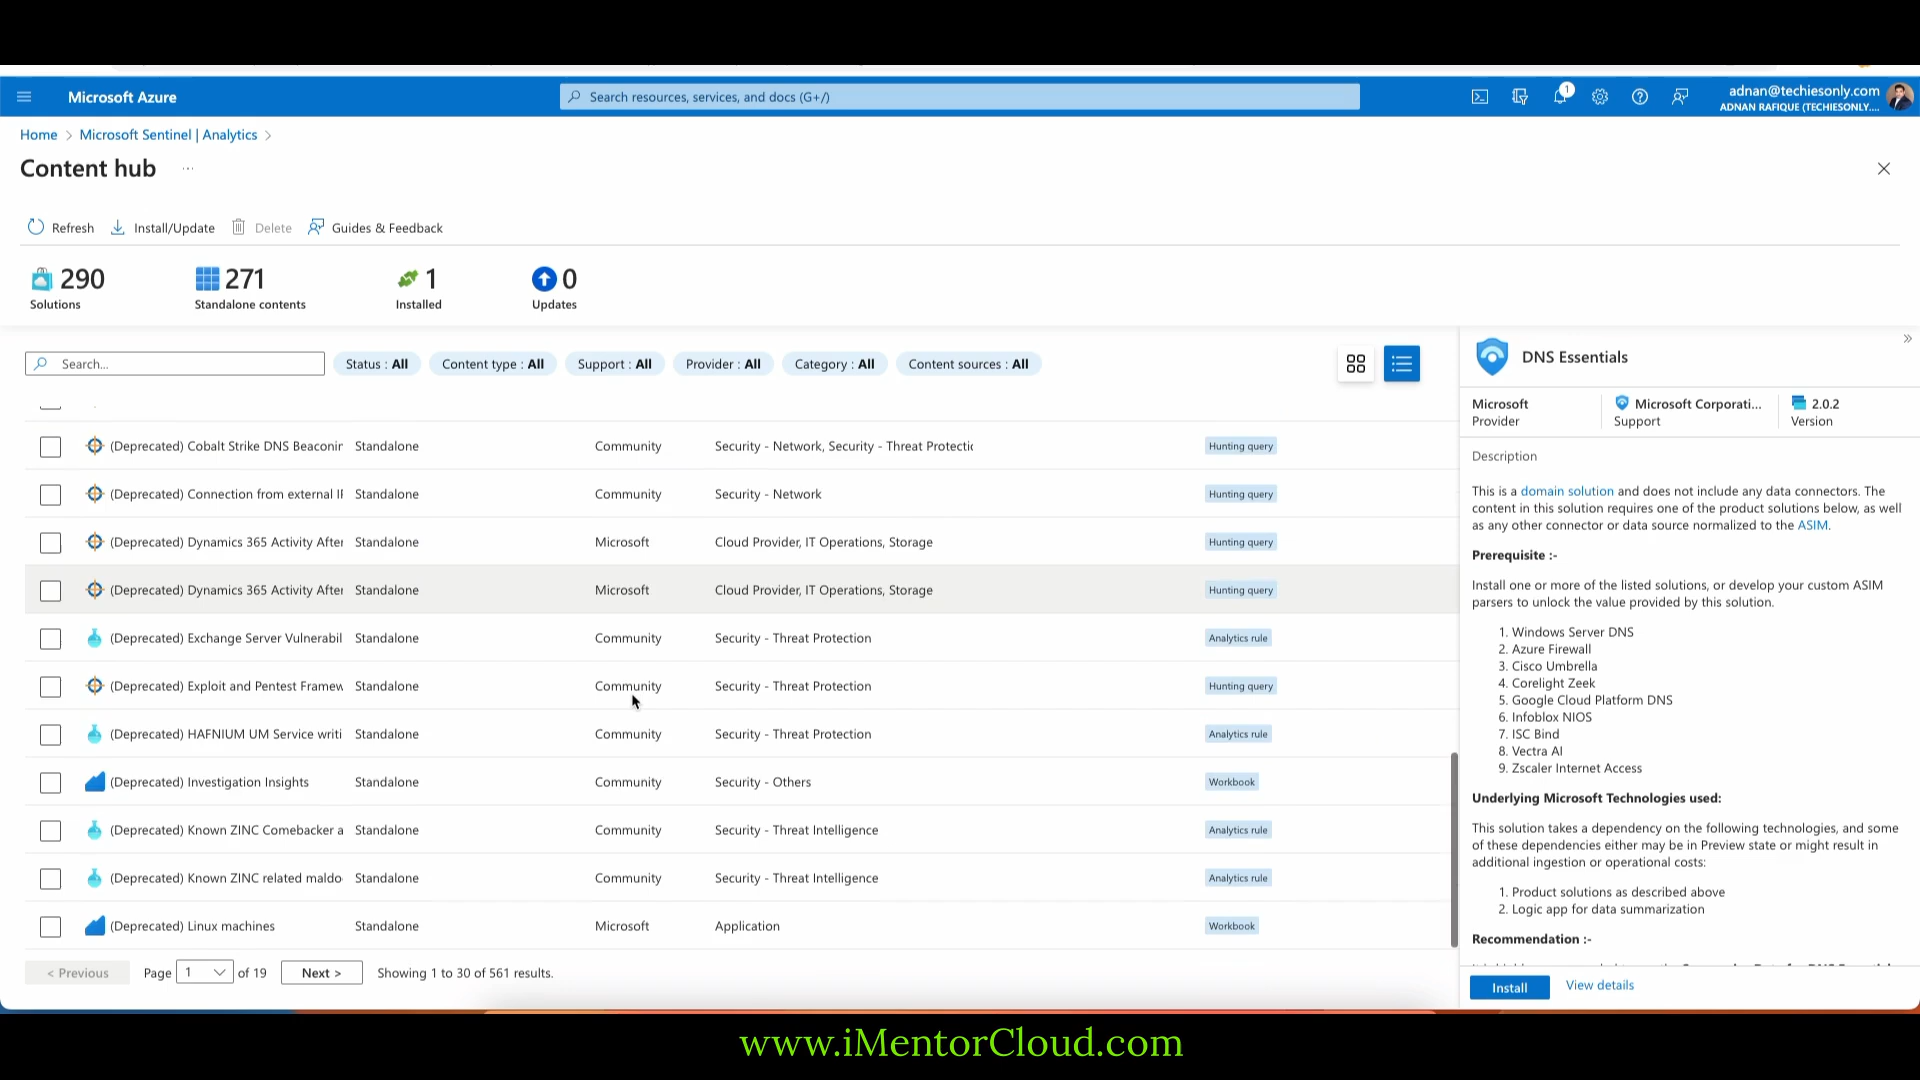 Microsoft Azure
Search resources, services, and docs (G+/)
1
adnan@techiesonly.com
ADNAN RAFIQUE (TECHIESONLY....
Home > Microsoft Sentinel | Analytics >
Content hub ...
Refresh Install/Update Delete Guides & Feedback
290 271 1 0
Solutions Standalone contents Installed Updates
Search... Status : All Content type : All Support : All Provider : All Category : All Content sources : All
(Deprecated) Cobalt Strike DNS Beaconin Standalone Community Security - Network, Security - Threat Protectic Hunting query
(Deprecated) Connection from external IF Standalone Community Security - Network Hunting query
(Deprecated) Dynamics 365 Activity After Standalone Microsoft Cloud Provider, IT Operations, Storage Hunting query
(Deprecated) Dynamics 365 Activity After Standalone Microsoft Cloud Provider, IT Operations, Storage Hunting query
(Deprecated) Exchange Server Vulnerabil Standalone Community Security - Threat Protection Analytics rule
(Deprecated) Exploit and Pentest Framew Standalone Community Security - Threat Protection Hunting query
(Deprecated) HAFNIUM UM Service writi Standalone Community Security - Threat Protection Analytics rule
(Deprecated) Investigation Insights Standalone Community Security - Others Workbook
(Deprecated) Known ZINC Comebacker a Standalone Community Security - Threat Intelligence Analytics rule
(Deprecated) Known ZINC related maldo Standalone Community Security - Threat Intelligence Analytics rule
(Deprecated) Linux machines Standalone Microsoft Application Workbook
< Previous Page 1 of 19 Next > Showing 1 to 30 of 561 results.
DNS Essentials
Microsoft Microsoft Corporati... 2.0.2
Provider Support Version
Description
This is a domain solution and does not include any data connectors. The
content in this solution requires one of the product solutions below, as well
as any other connector or data source normalized to the ASIM.
Prerequisite :-
Install one or more of the listed solutions, or develop your custom ASIM
parsers to unlock the value provided by this solution.
1. Windows Server DNS
2. Azure Firewall
3. Cisco Umbrella
4. Corelight Zeek
5. Google Cloud Platform DNS
6. Infoblox NIOS
7. ISC Bind
8. Vectra AI
9. Zscaler Internet Access
Underlying Microsoft Technologies used:
This solution takes a dependency on the following technologies, and some
of these dependencies either may be in Preview state or might result in
additional ingestion or operational costs:
1. Product solutions as described above
2. Logic app for data summarization
Recommendation :-
Install View details
www.iMentorCloud.com